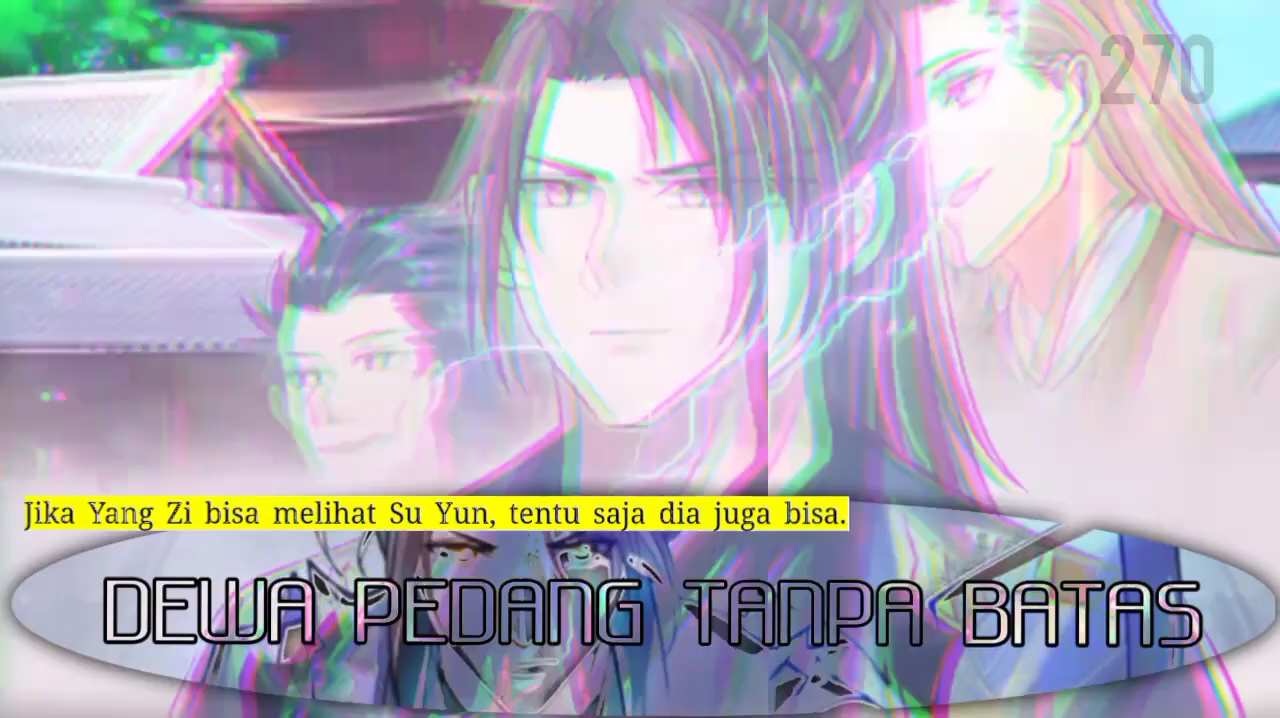 270
Jika Yang Zi bisa melihat Su Yun, tentu saja dia juga bisa.
DEWA PEDANG TANPA BATAS